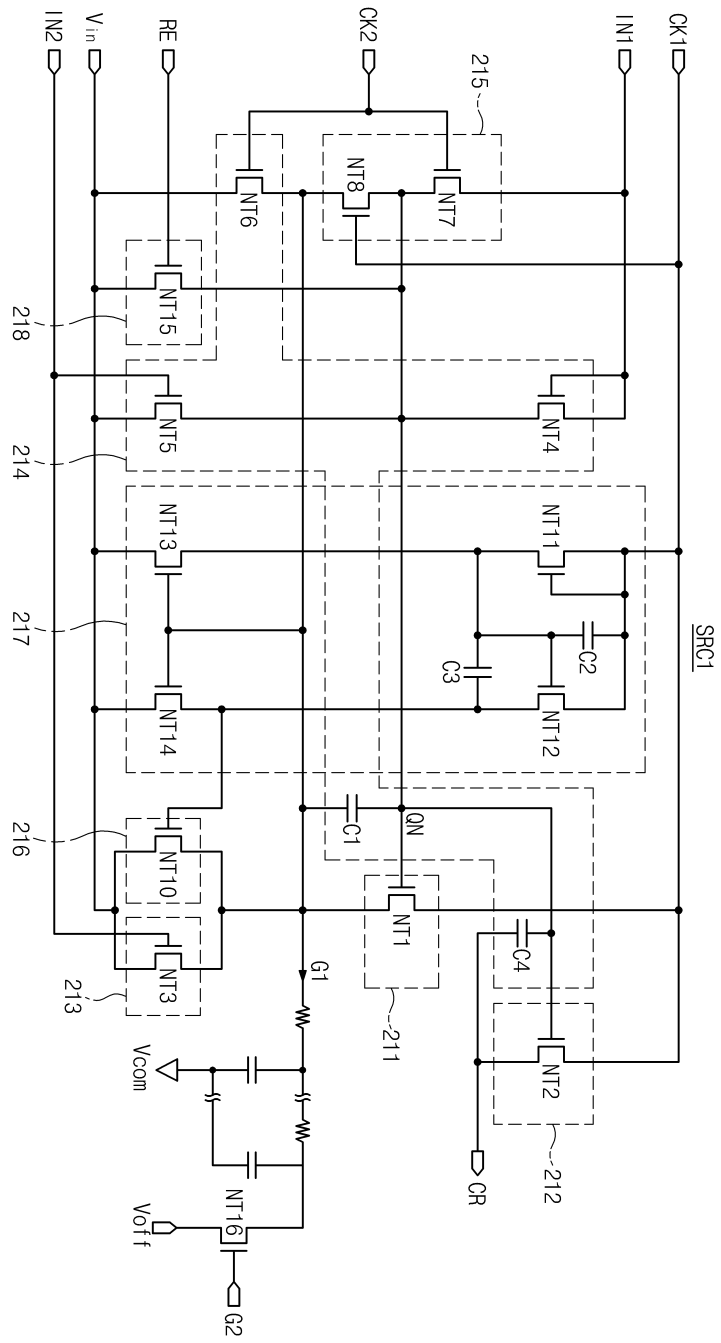 SRC1
CK1
IN1
CK2
RE
Vin
IN2
215
NT7
NT8
NT6
NT15
218
NT4
NT5
214
NT11
C2
NT12
C3
NT13
NT14
217
QN
C1
NT1
211
C4
NT2
212
CR
NT10
216
NT3
213
G1
Vcom
NT16
Voff
G2